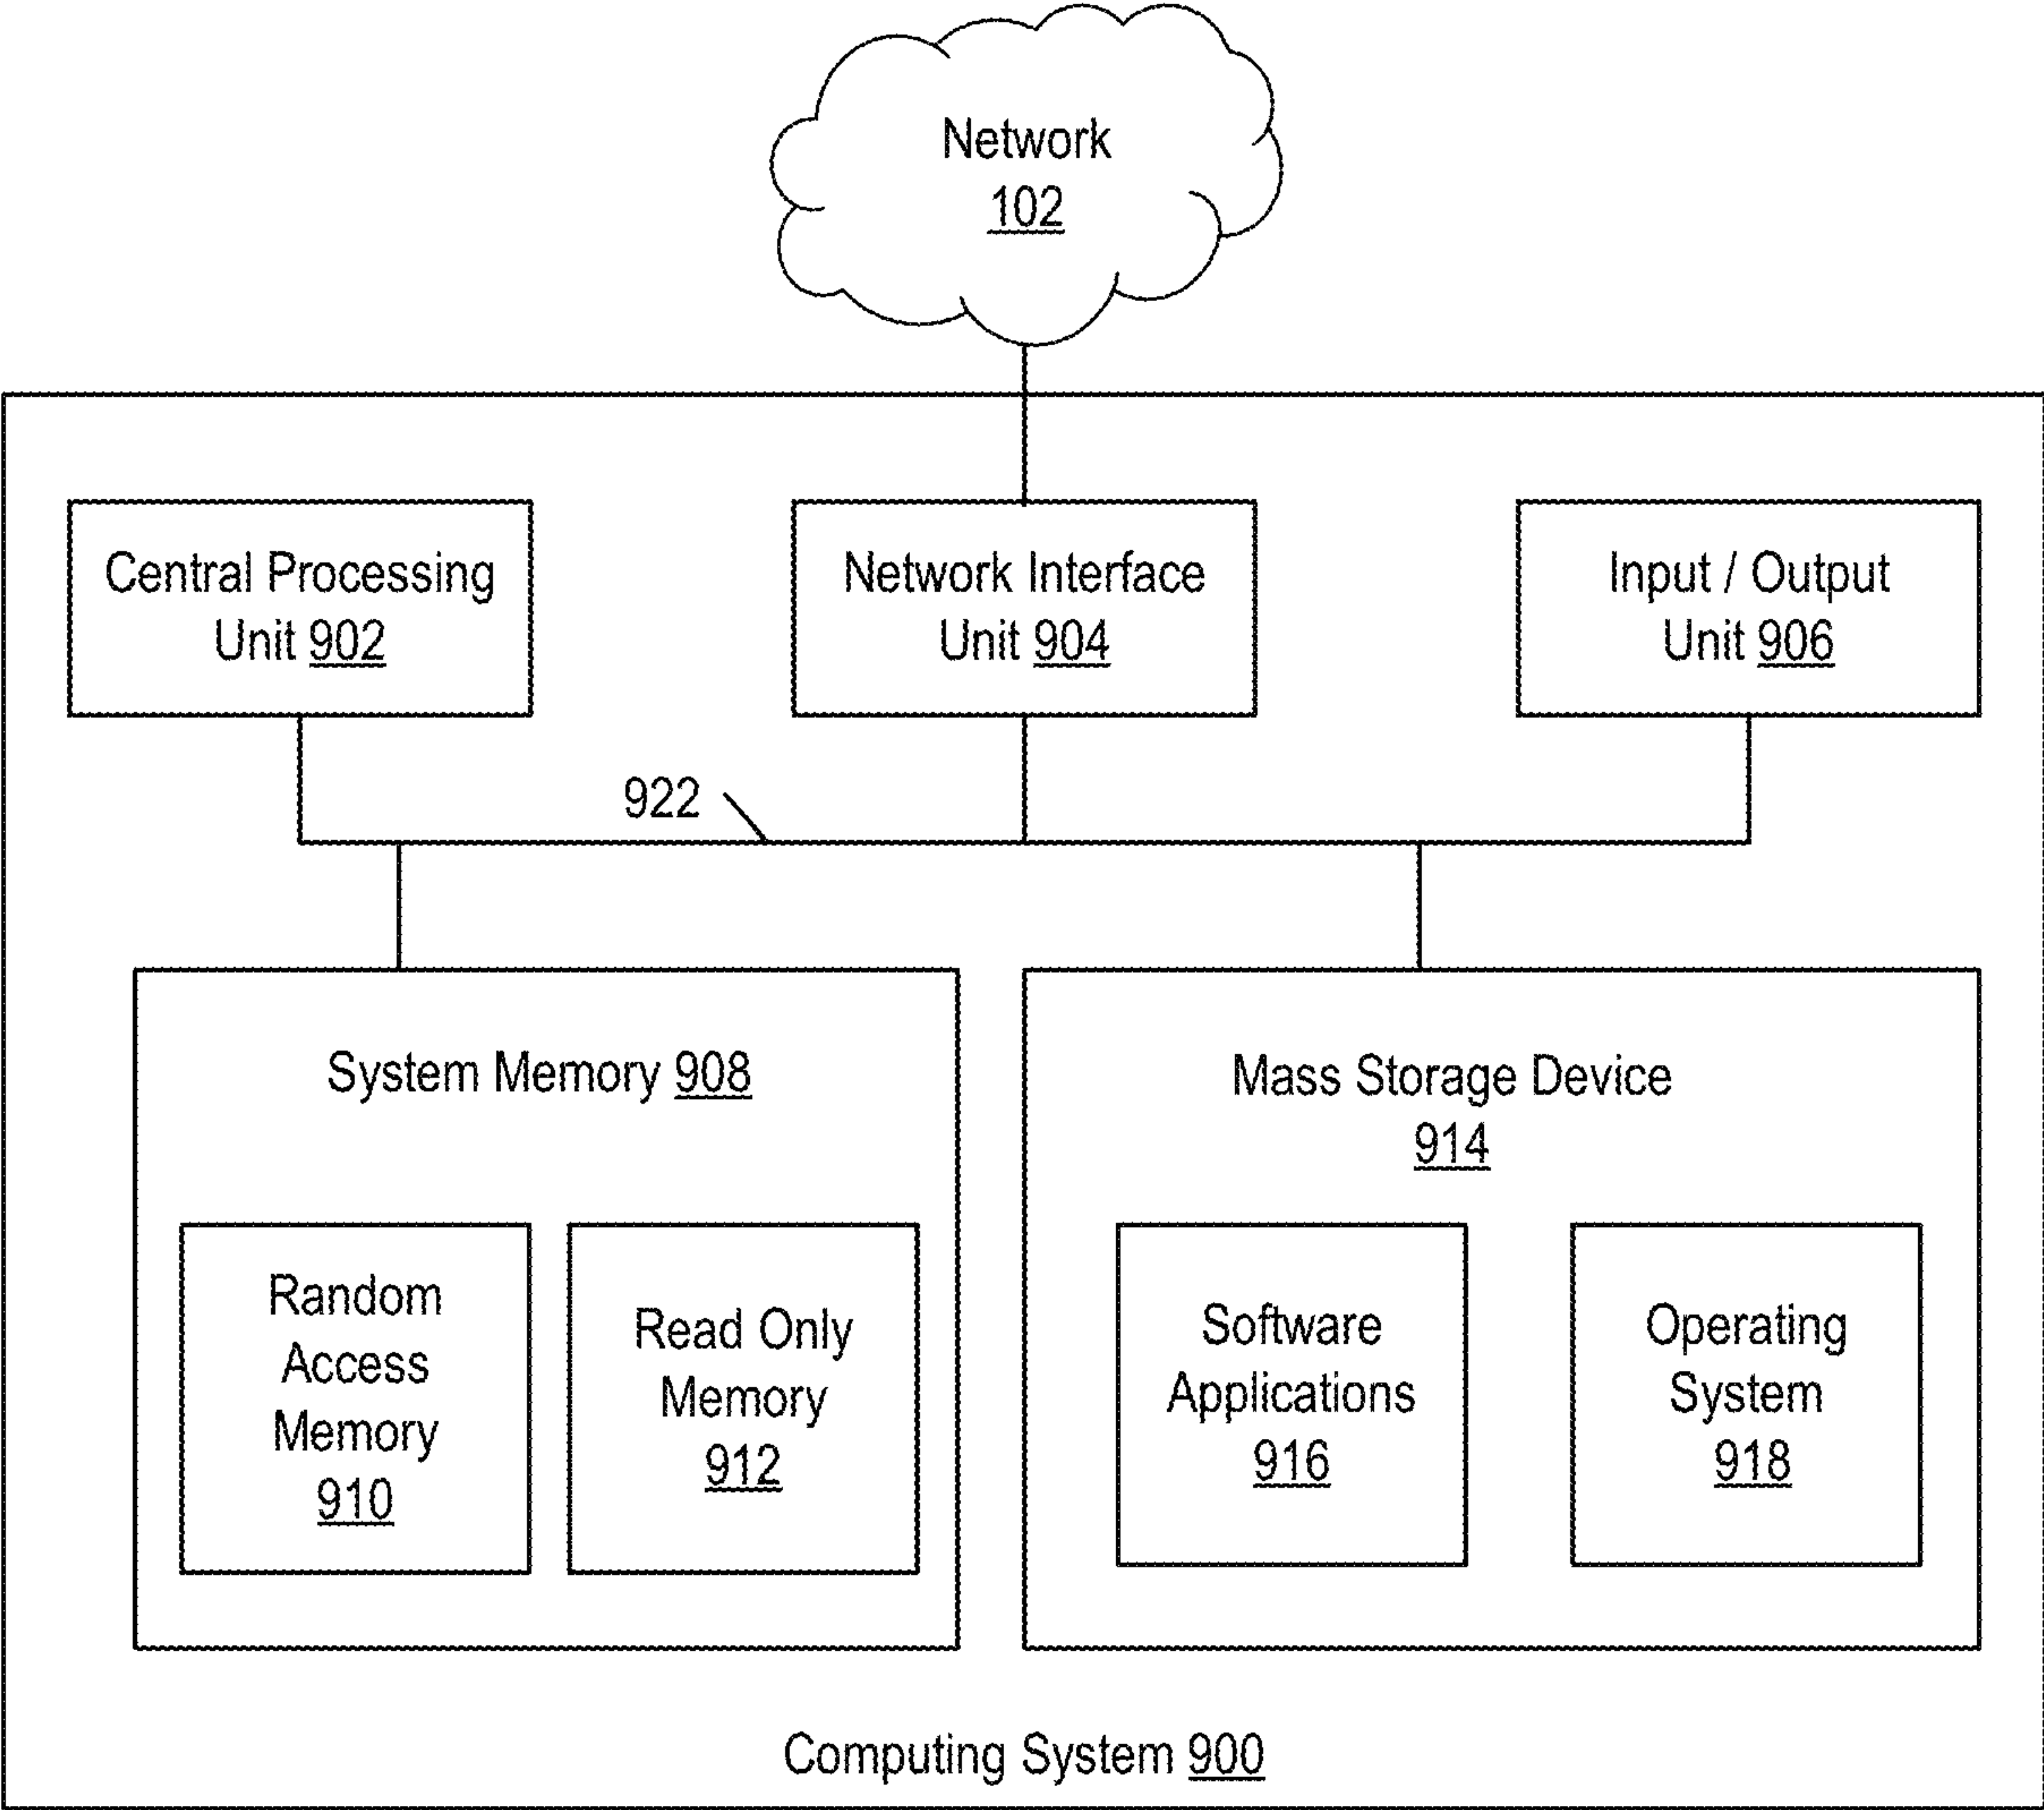 Network
102
Central Processing
Unit 902
Network Interface
Unit 904
Input / Output
Unit 906
922
System Memory 908
Random
Access
Memory
910
Read Only
Memory
912
Mass Storage Device
914
Software
Applications
916
Operating
System
918
Computing System 900